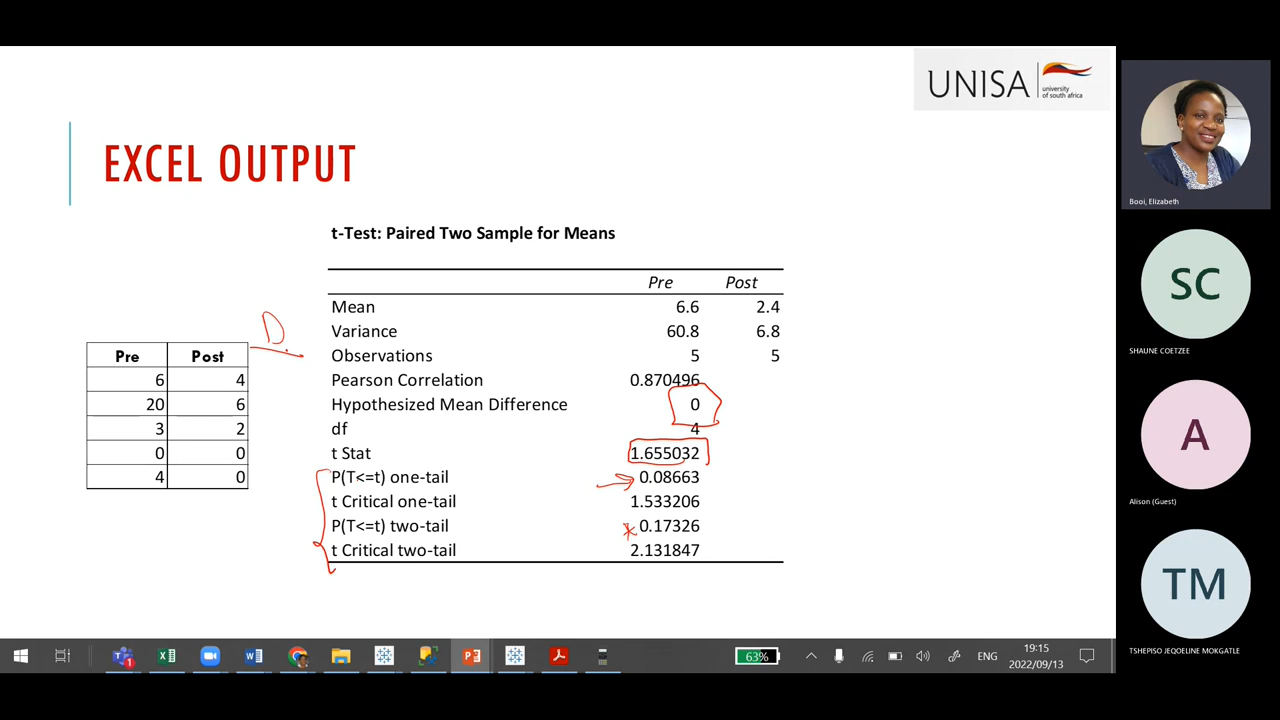 UNISA
university
of south africa
EXCEL OUTPUT
t-Test: Paired Two Sample for Means
Pre Post
Mean 6.6 2.4
Variance 60.8 6.8
Observations 5 5
Pearson Correlation 0.870496
Hypothesized Mean Difference 0
df 4
t Stat 1.655032
P(T<=t) one-tail 0.08663
t Critical one-tail 1.533206
P(T<=t) two-tail *0.17326
t Critical two-tail 2.131847
D.
Pre Post
6 4
20 6
3 2
0 0
4 0
Booi, Elizabeth
SC
SHAUNE COETZEE
A
Alison (Guest)
TM
TSHEPISO JEQOELINE MOKGATLE
1
63%
ENG
19:15
2022/09/13